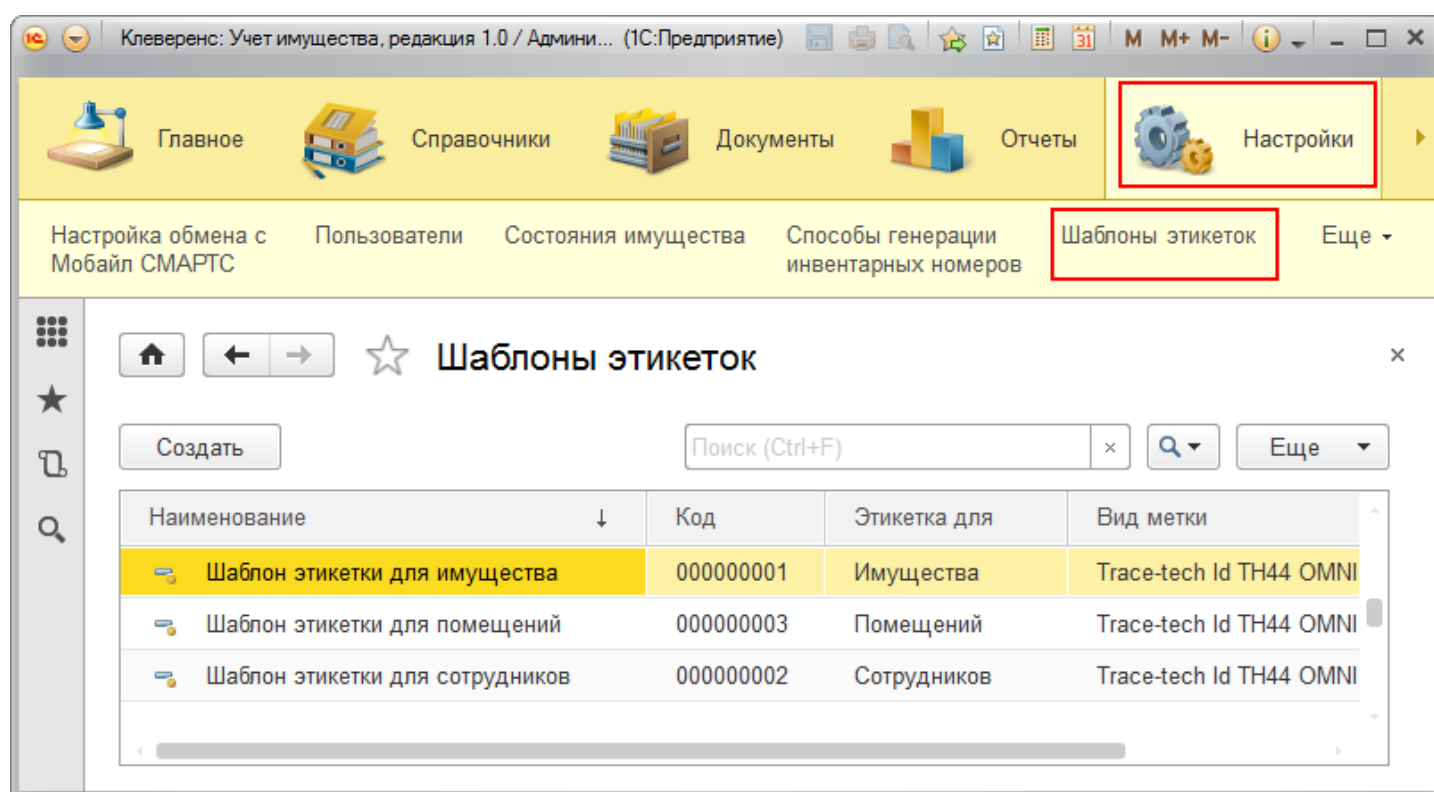 Клеверенс: Учет имущества, редакция 1.0 / Админи... (1С:Предприятие) 31 M M+ M-
Главное Справочники Документы Отчеты Настройки
Настройка обмена с Мобайл СМАРТС Пользователи Состояния имущества Способы генерации инвентарных номеров Шаблоны этикеток Еще
Шаблоны этикеток
Создать Поиск (Ctrl+F) Еще
Наименование Код Этикетка для Вид метки
Шаблон этикетки для имущества 000000001 Имущества Trace-tech Id TH44 OMNI
Шаблон этикетки для помещений 000000003 Помещений Trace-tech Id TH44 OMNI
Шаблон этикетки для сотрудников 000000002 Сотрудников Trace-tech Id TH44 OMNI